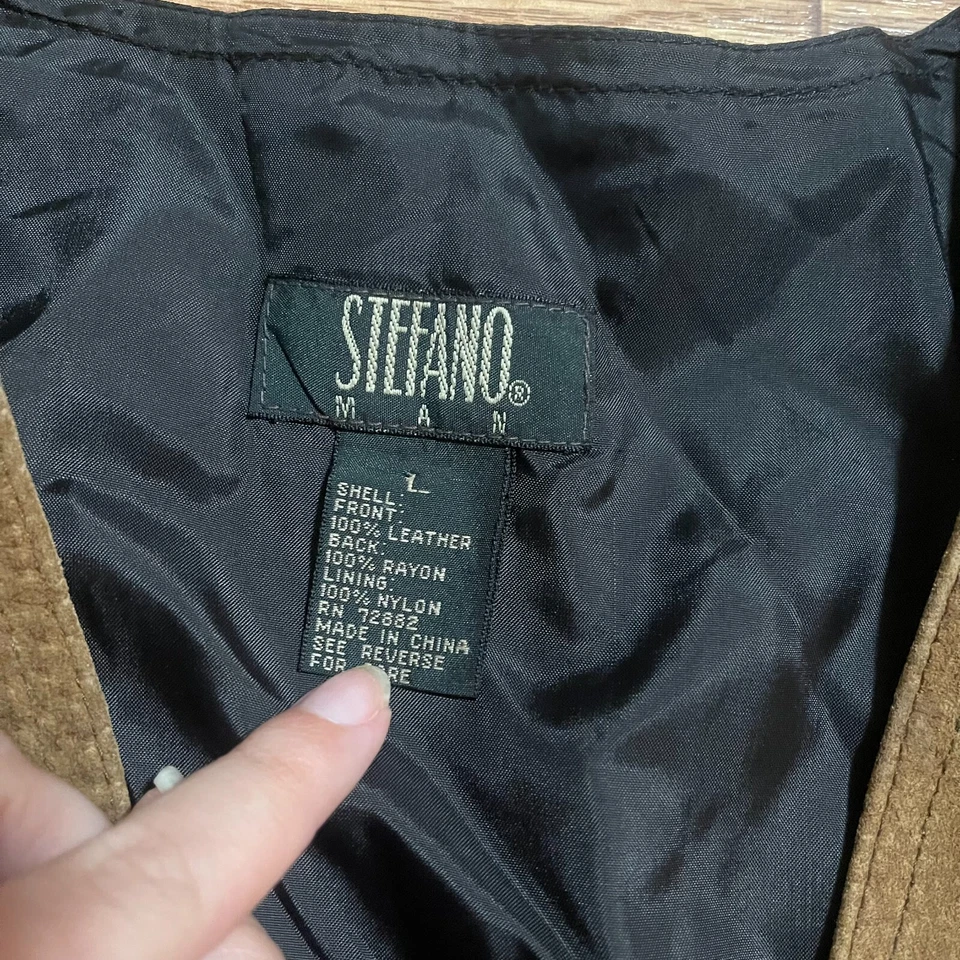 STEFANO®
MAN
L
SHELL:
FRONT:
100% LEATHER
BACK:
100% RAYON
LINING:
100% NYLON
RN 72882
MADE IN CHINA
SEE REVERSE
FOR